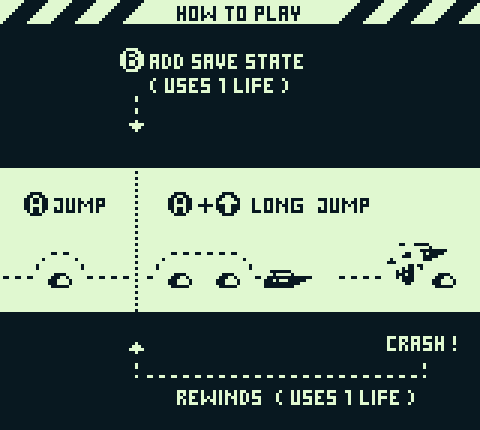 HOW TO PLAY
B ADD SAVE STATE
( USES 1 LIFE )
A JUMP
A + ↑ LONG JUMP
CRASH !
REWINDS ( USES 1 LIFE )